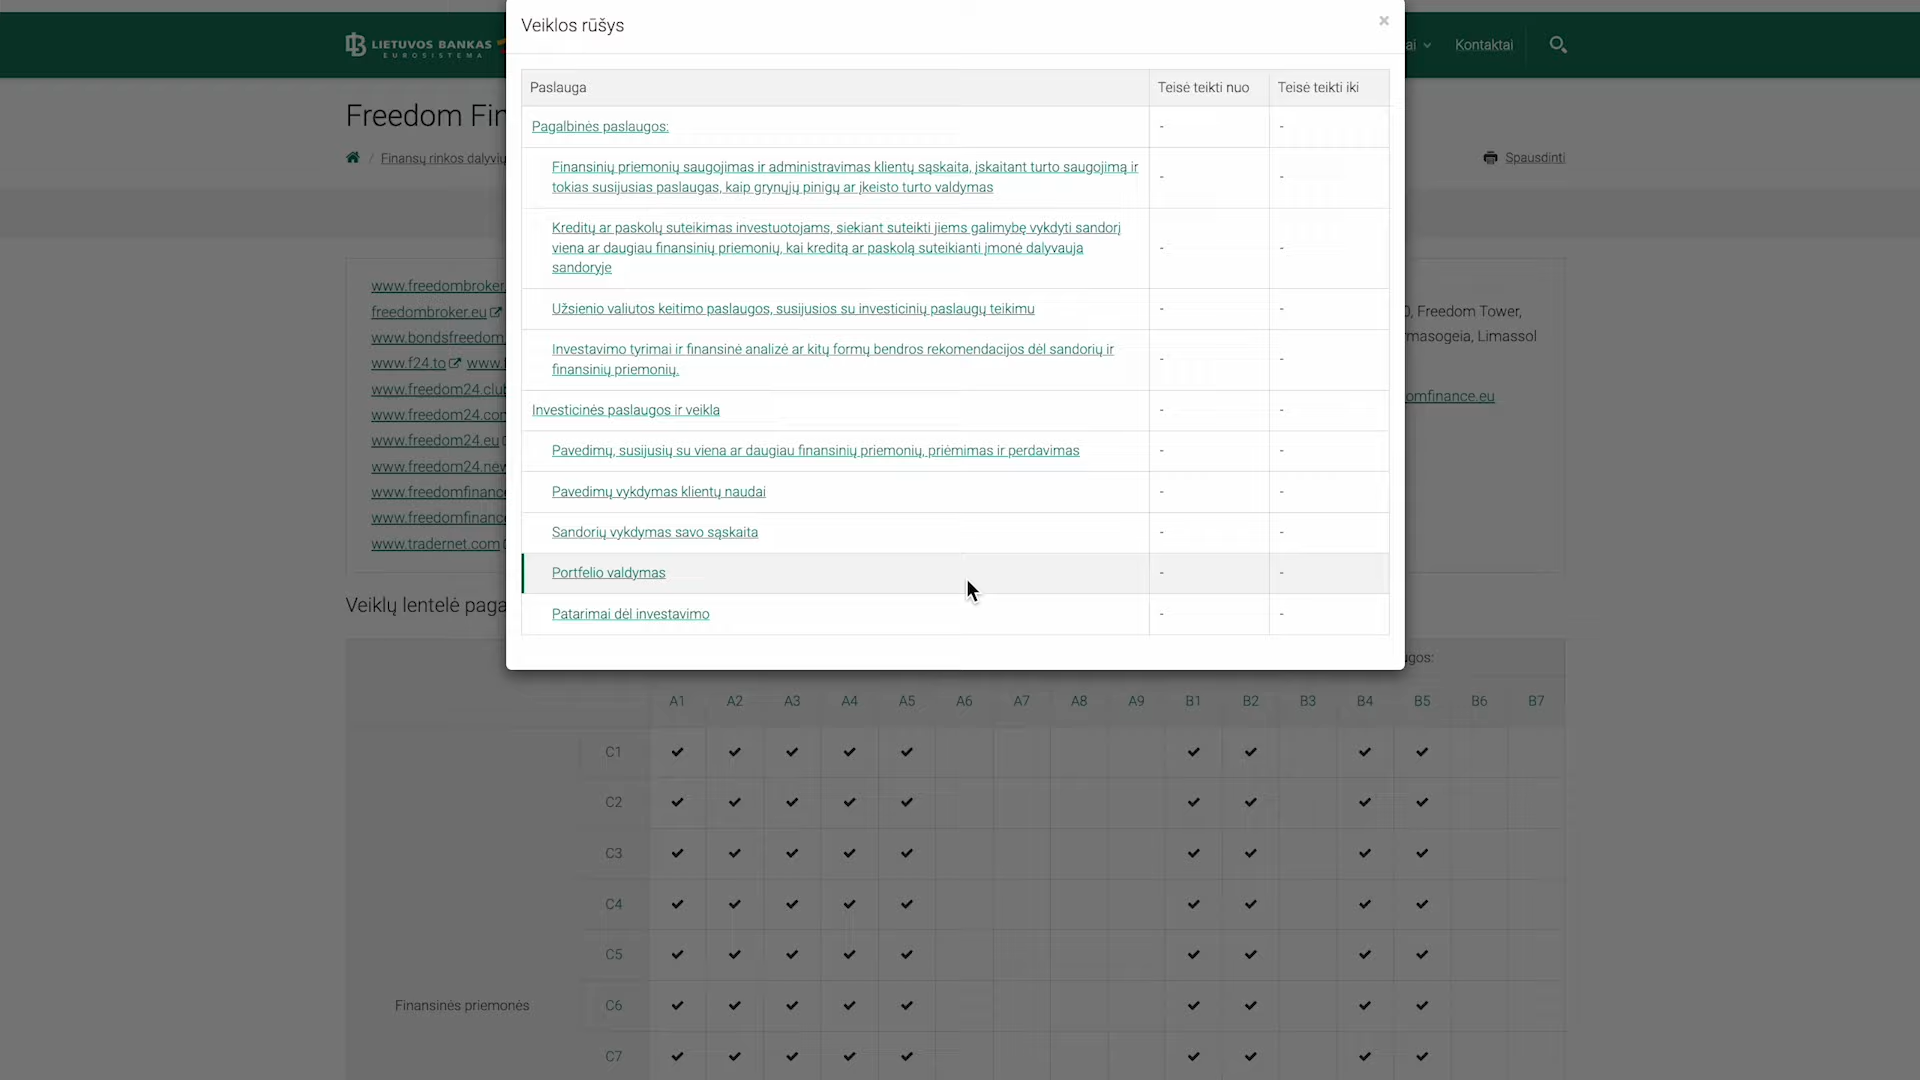 Veiklos rūšys
×
LIETUVOS BANKAS
EUROSISTEMA
ai
Kontaktai
Freedom Fin
Finansų rinkos dalyvių
Spausdinti
Paslauga
Teisė teikti nuo
Teisė teikti iki
Pagalbinės paslaugos:
-
-
Finansinių priemonių saugojimas ir administravimas klientų sąskaita, įskaitant turto saugojimą ir
tokias susijusias paslaugas, kaip grynųjų pinigų ar įkeisto turto valdymas
-
-
Kreditų ar paskolų suteikimas investuotojams, siekiant suteikti jiems galimybę vykdyti sandorį
viena ar daugiau finansinių priemonių, kai kreditą ar paskolą suteikianti įmonė dalyvauja
sandoryje
-
-
Užsienio valiutos keitimo paslaugos, susijusios su investicinių paslaugų teikimu
-
-
Investavimo tyrimai ir finansinė analizė ar kitų formų bendros rekomendacijos dėl sandorių ir
finansinių priemonių.
-
-
Investicinės paslaugos ir veikla
-
-
Pavedimų, susijusių su viena ar daugiau finansinių priemonių, priėmimas ir perdavimas
-
-
Pavedimų vykdymas klientų naudai
-
-
Sandorių vykdymas savo sąskaita
-
-
Portfelio valdymas
-
-
Patarimai dėl investavimo
-
-
www.freedombroker.
freedombroker.eu
www.bondsfreedom.
www.f24.to www.
www.freedom24.club
www.freedom24.com
www.freedom24.eu
www.freedom24.new
www.freedomfinance
www.freedomfinance
www.tradernet.com
0, Freedom Tower,
masogeia, Limassol
omfinance.eu
Veiklų lentelė paga
ugos:
A1 A2 A3 A4 A5 A6 A7 A8 A9 B1 B2 B3 B4 B5 B6 B7
C1 ✔ ✔ ✔ ✔ ✔ ✔ ✔ ✔ ✔
C2 ✔ ✔ ✔ ✔ ✔ ✔ ✔ ✔ ✔
C3 ✔ ✔ ✔ ✔ ✔ ✔ ✔ ✔ ✔
C4 ✔ ✔ ✔ ✔ ✔ ✔ ✔ ✔ ✔
C5 ✔ ✔ ✔ ✔ ✔ ✔ ✔ ✔ ✔
Finansinės priemonės
C6 ✔ ✔ ✔ ✔ ✔ ✔ ✔ ✔ ✔
C7 ✔ ✔ ✔ ✔ ✔ ✔ ✔ ✔ ✔